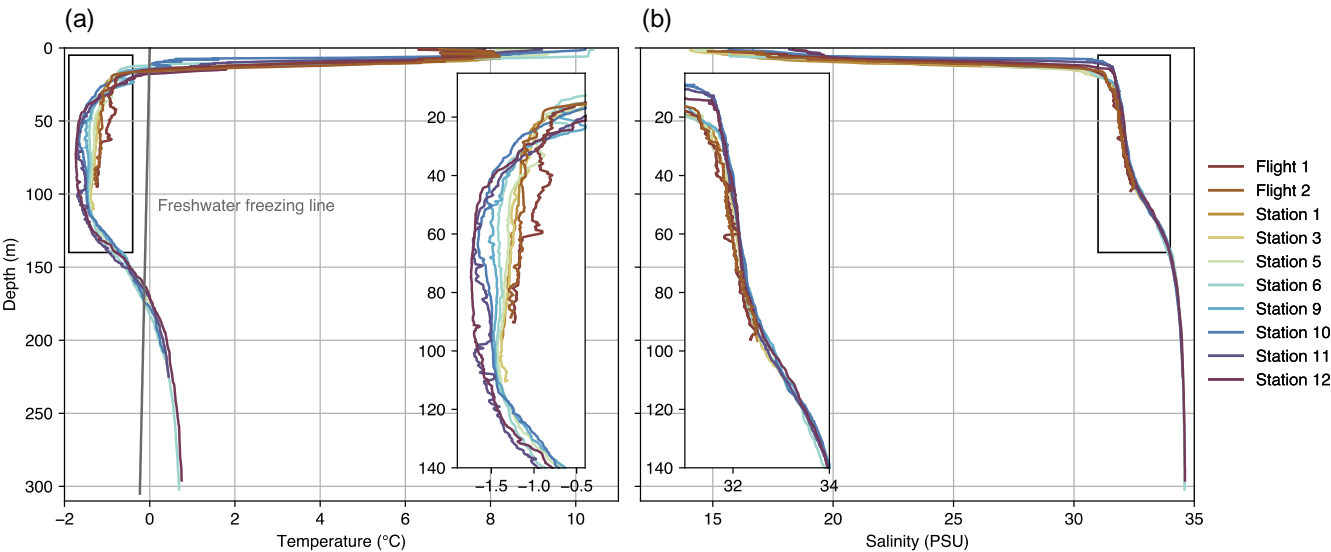 (a)
(b)
0
50
100
150
200
250
300
Depth (m)
−2
0
2
4
6
8
10
Temperature (°C)
Freshwater freezing line
20
40
60
80
100
120
140
−1.5
−1.0
−0.5
20
40
60
80
100
120
140
32
34
15
20
25
30
35
Salinity (PSU)
Flight 1
Flight 2
Station 1
Station 3
Station 5
Station 6
Station 9
Station 10
Station 11
Station 12